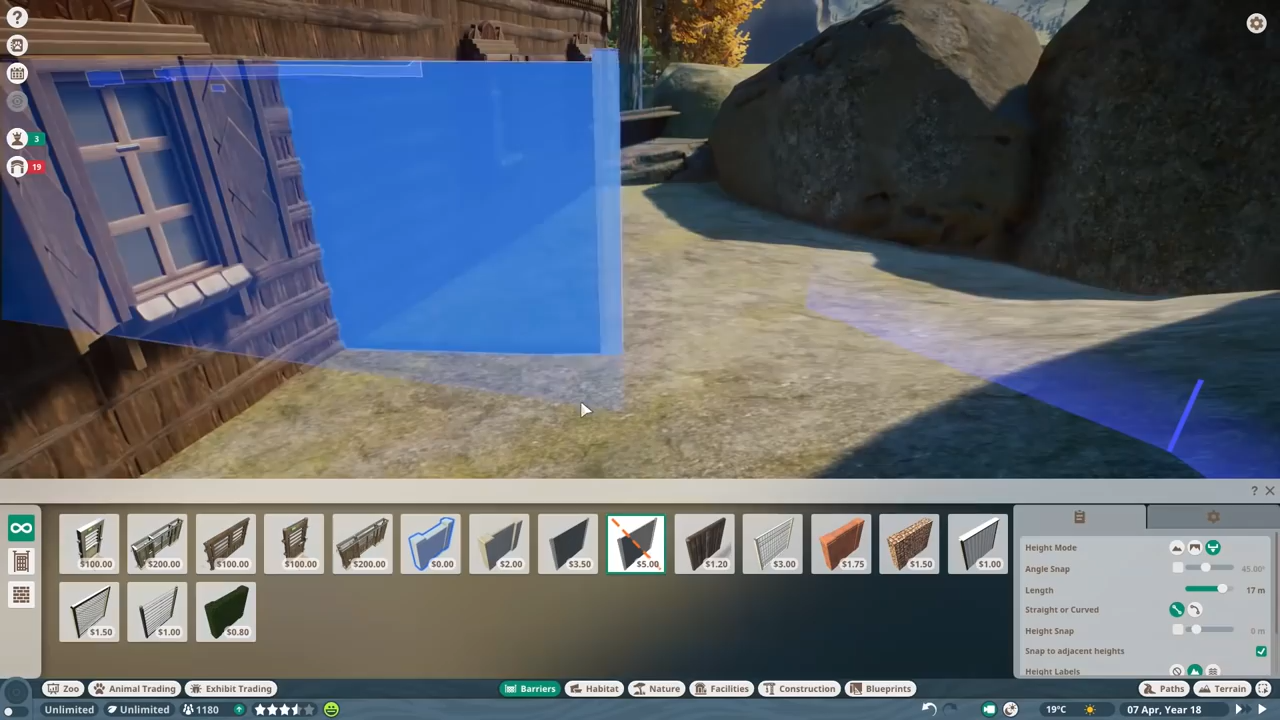 ?
3
19
? ×
$100.00 $200.00 $100.00 $100.00 $200.00 $0.00 $2.00 $3.50 $5.00 $1.20 $3.00 $1.75 $1.50 $1.00
$1.50 $1.00 $0.80
Height Mode
Angle Snap 45.00°
Length 17 m
Straight or Curved
Height Snap 0 m
Snap to adjacent heights
Height Labels
Zoo Animal Trading Exhibit Trading Barriers Habitat Nature Facilities Construction Blueprints Paths Terrain
Unlimited Unlimited 1180 19°C 07 Apr, Year 18